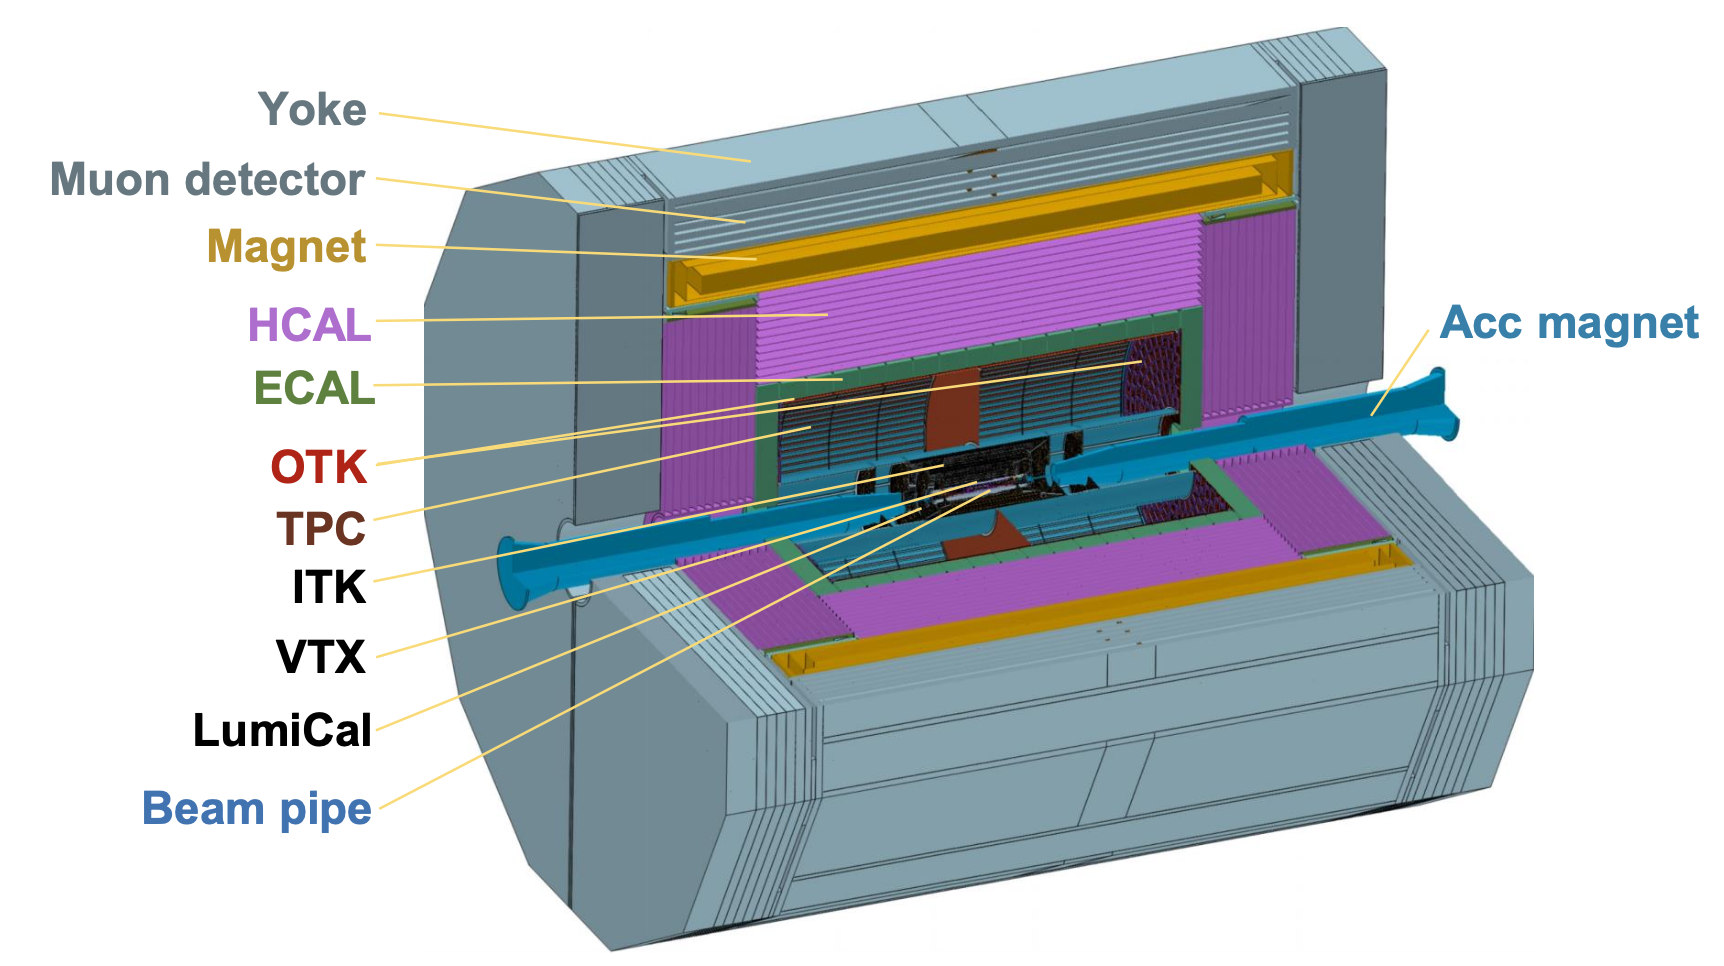 Yoke
Muon detector
Magnet
HCAL
Acc magnet
ECAL
OTK
TPC
ITK
VTX
LumiCal
Beam pipe